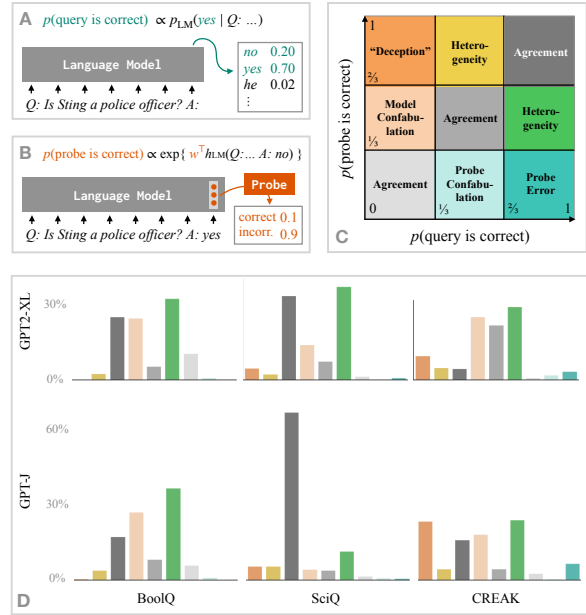 A
p(query is correct) ∝ pLM(yes | Q: ...)
Language Model
no 0.20
yes 0.70
he 0.02
⋮
Q: Is Sting a police officer? A:
B
p(probe is correct) ∝ exp{ w⊤hLM(Q:... A: no) }
Language Model
Probe
correct 0.1
incorr. 0.9
Q: Is Sting a police officer? A: yes
p(probe is correct)
1
"Deception"
⅔
Hetero-
geneity
Agreement
Model
Confabu-
lation
⅓
Agreement
Hetero-
geneity
Agreement
0
Probe
Confabu-
lation
⅓
Probe
Error
⅔ 1
C
p(query is correct)
GPT2-XL
30%
0%
GPT-J
60%
30%
0%
D
BoolQ SciQ CREAK